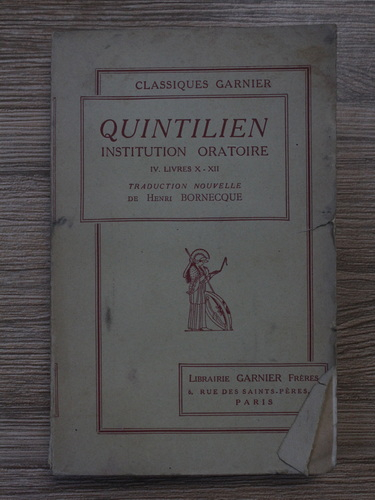 CLASSIQUES GARNIER
QUINTILIEN
INSTITUTION ORATOIRE
IV. LIVRES X - XII
TRADUCTION NOUVELLE
DE HENRI BORNECQUE
LIBRAIRIE GARNIER FRÈRES
RUE DES SAINTS-PÈRES,
PARIS